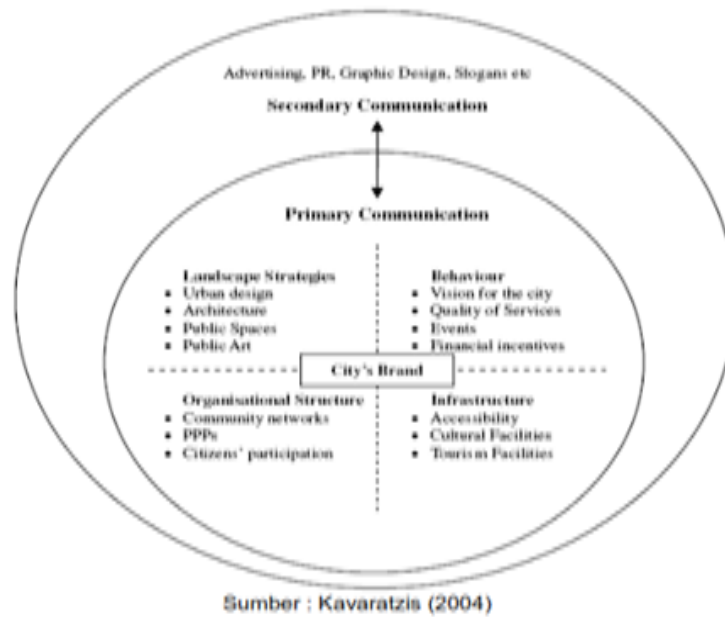 Advertising, PR, Graphic Design, Slogans etc
Secondary Communication
Primary Communication
Landscape Strategies
• Urban design
• Architecture
• Public Spaces
• Public Art
Behaviour
• Vision for the city
• Quality of Services
• Events
• Financial incentives
City's Brand
Organisational Structure
• Community networks
• PPPs
• Citizens' participation
Infrastructure
• Accessibility
• Cultural Facilities
• Tourism Facilities
Sumber : Kavaratzis (2004)